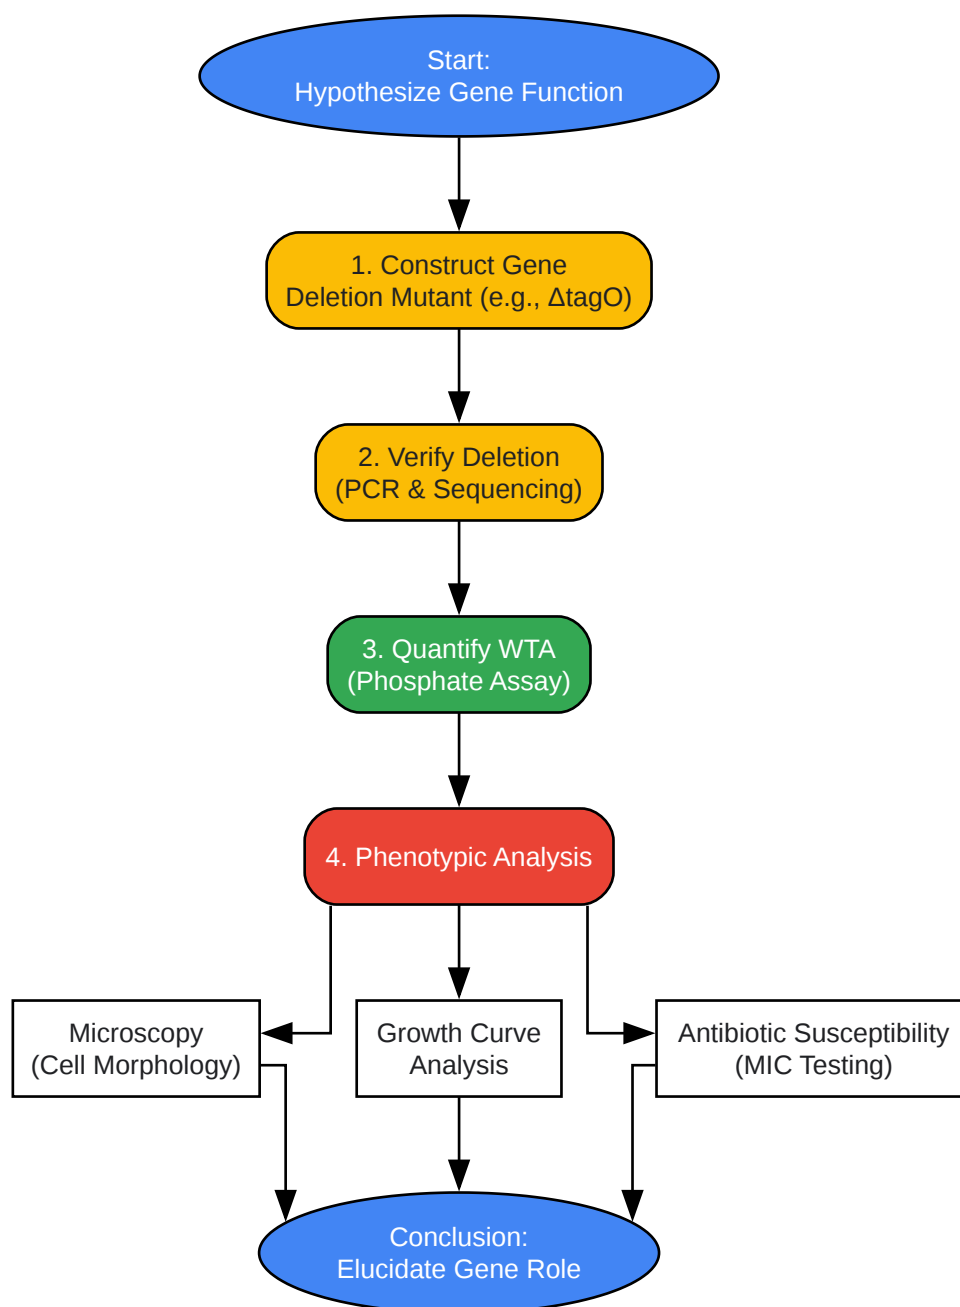 Start:
Hypothesize Gene Function
1. Construct Gene
Deletion Mutant (e.g., ΔtagO)
2. Verify Deletion
(PCR & Sequencing)
3. Quantify WTA
(Phosphate Assay)
4. Phenotypic Analysis
Microscopy
(Cell Morphology)
Growth Curve
Analysis
Antibiotic Susceptibility
(MIC Testing)
Conclusion:
Elucidate Gene Role